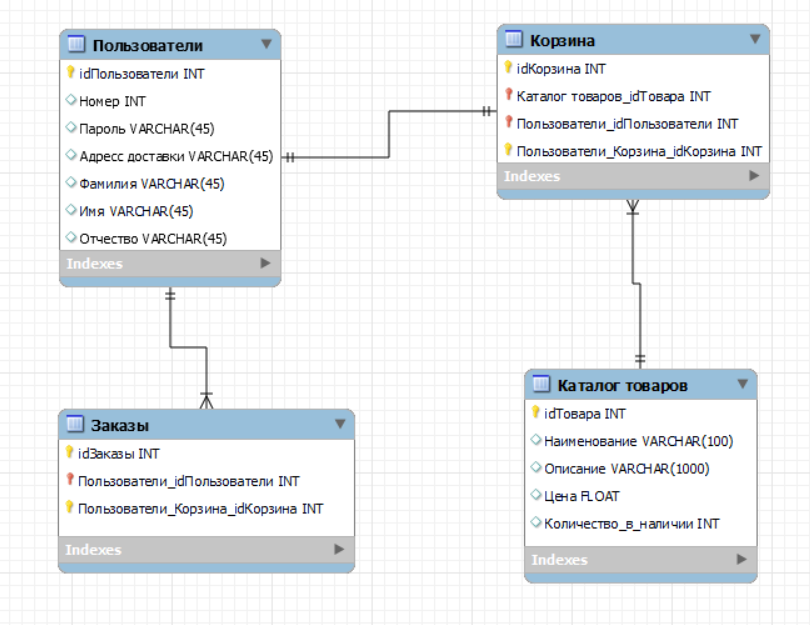 Пользователи
idПользователи INT
Номер INT
Пароль VARCHAR(45)
Адресс доставки VARCHAR(45)
Фамилия VARCHAR(45)
Имя VARCHAR(45)
Отчество VARCHAR(45)
Indexes
Корзина
idКорзина INT
Каталог товаров_idТовара INT
Пользователи_idПользователи INT
Пользователи_Корзина_idКорзина INT
Indexes
Заказы
idЗаказы INT
Пользователи_idПользователи INT
Пользователи_Корзина_idКорзина INT
Indexes
Каталог товаров
idТовара INT
Наименование VARCHAR(100)
Описание VARCHAR(1000)
Цена FLOAT
Количество_в_наличии INT
Indexes